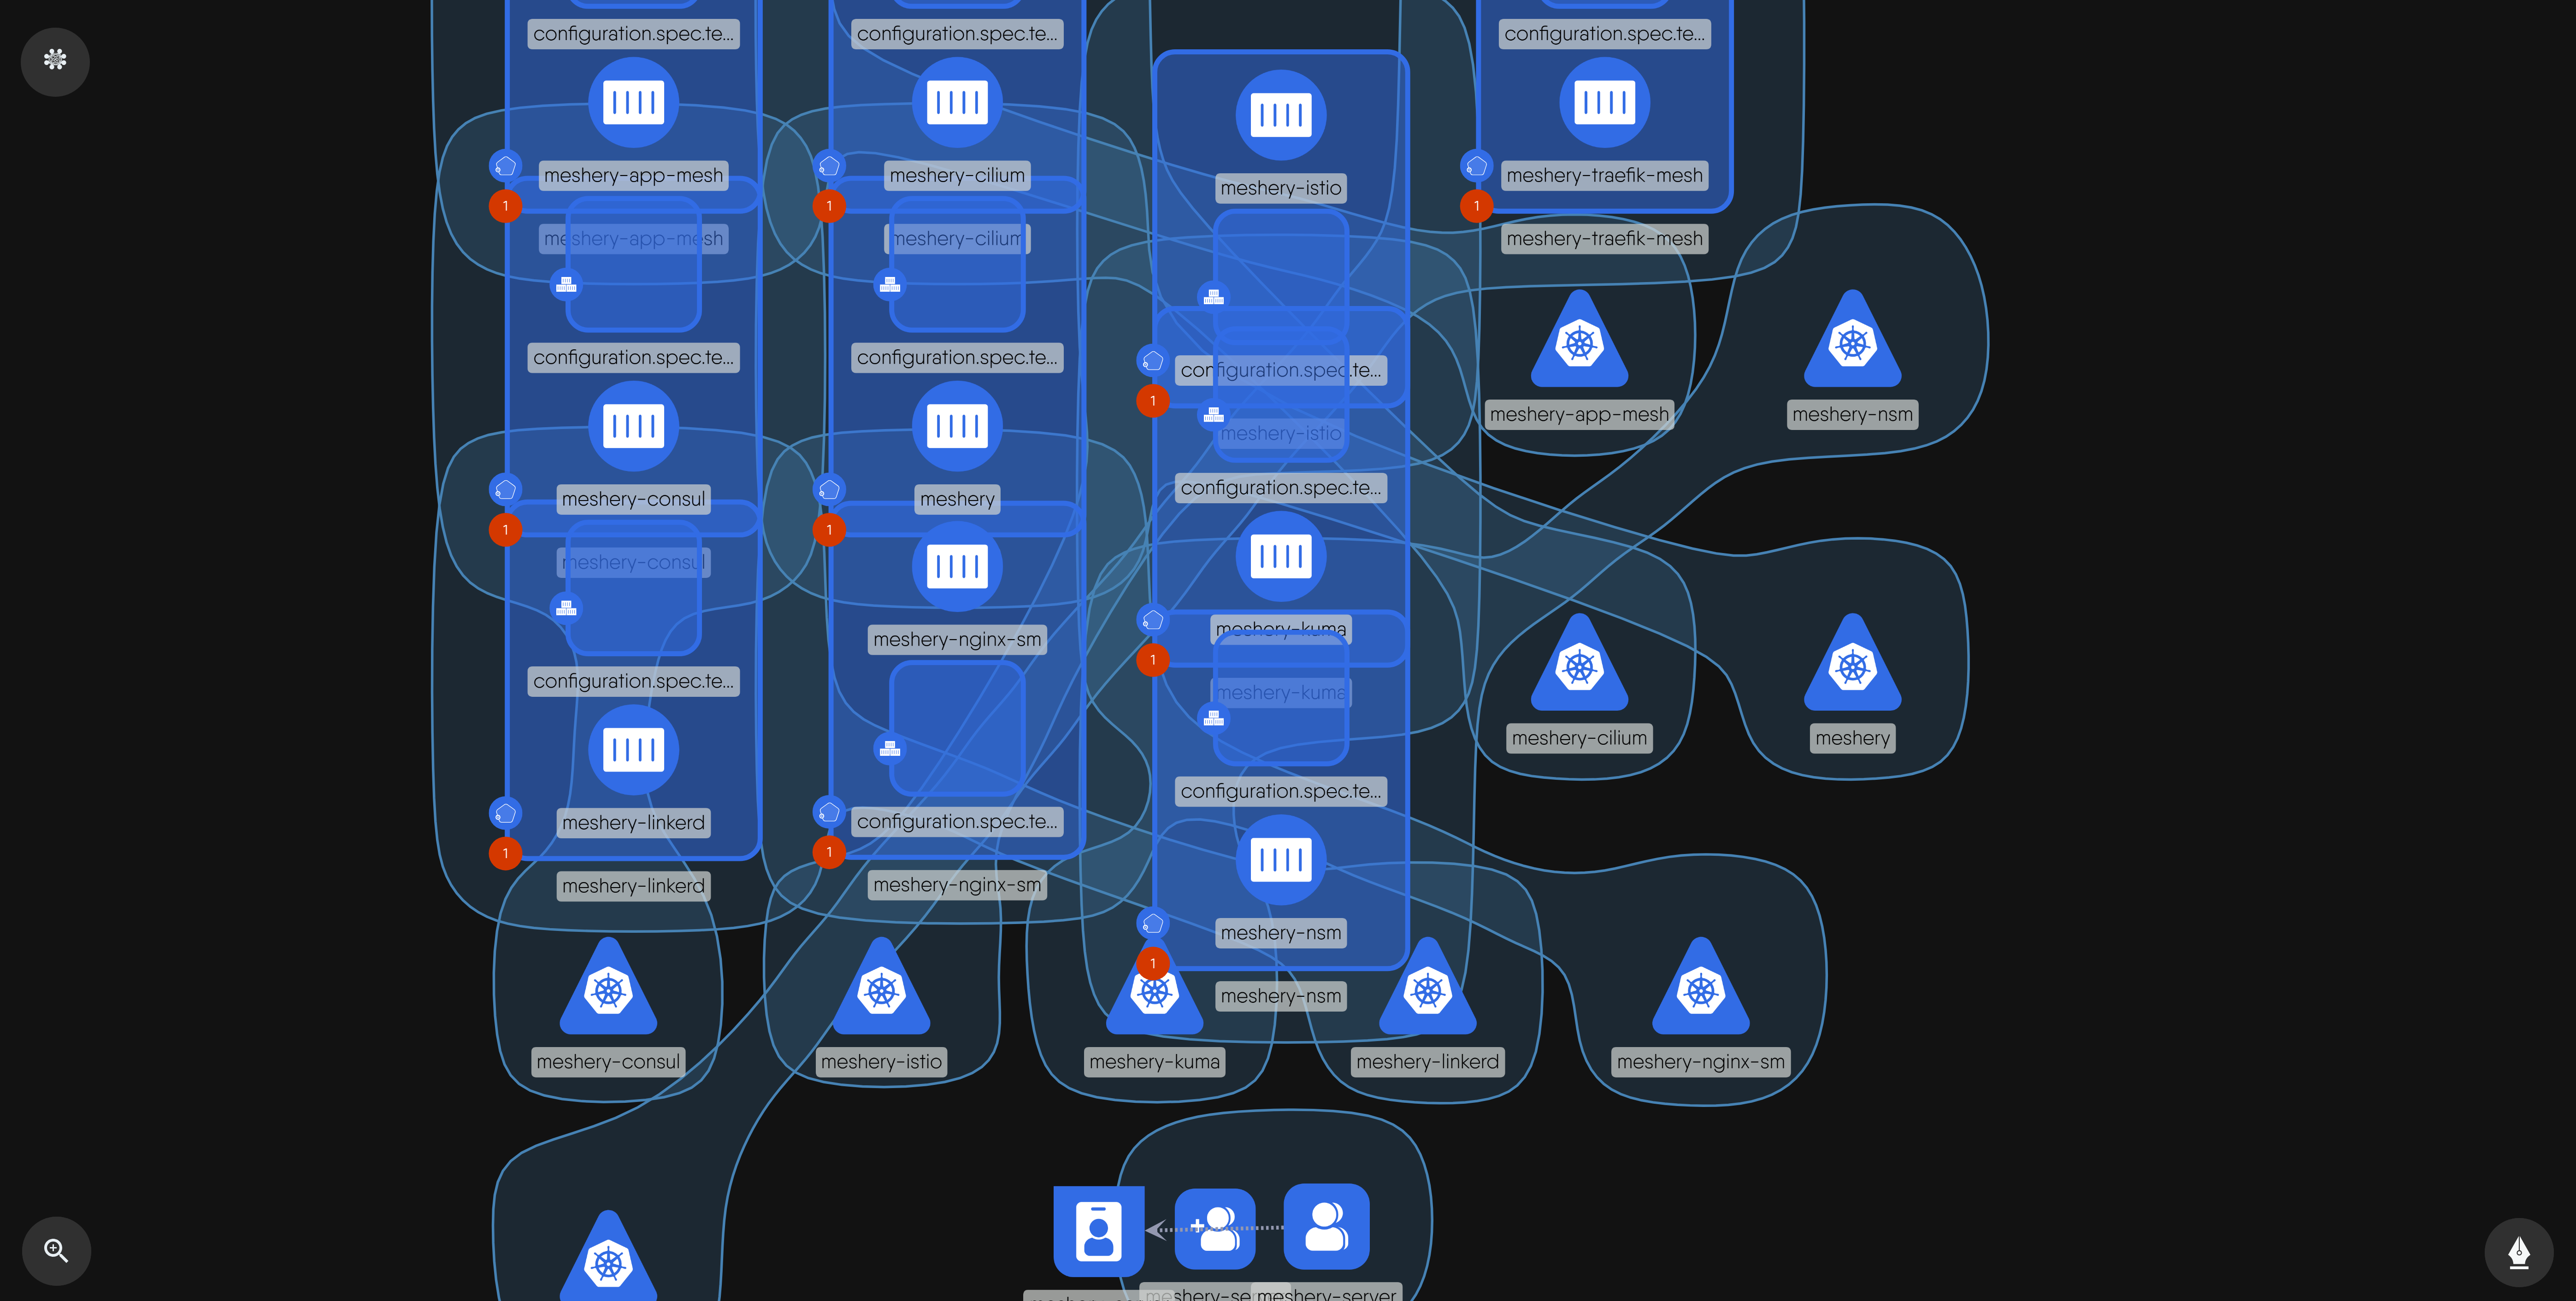 configuration.spec.te...
configuration.spec.te...
configuration.spec.te...
meshery-app-mesh
meshery-cilium
meshery-istio
meshery-traefik-mesh
1
1
1
meshery-app-mesh
meshery-cilium
meshery-traefik-mesh
configuration.spec.te...
configuration.spec.te...
configuration.spec.te...
1
meshery-istio
meshery-app-mesh
meshery-nsm
meshery-consul
meshery
configuration.spec.te...
1
1
meshery-consul
meshery-nginx-sm
meshery-kuma
1
meshery-kuma
configuration.spec.te...
meshery-cilium
meshery
configuration.spec.te...
meshery-linkerd
configuration.spec.te...
1
1
meshery-linkerd
meshery-nginx-sm
meshery-nsm
1
meshery-nsm
meshery-consul
meshery-istio
meshery-kuma
meshery-linkerd
meshery-nginx-sm
meshery-server